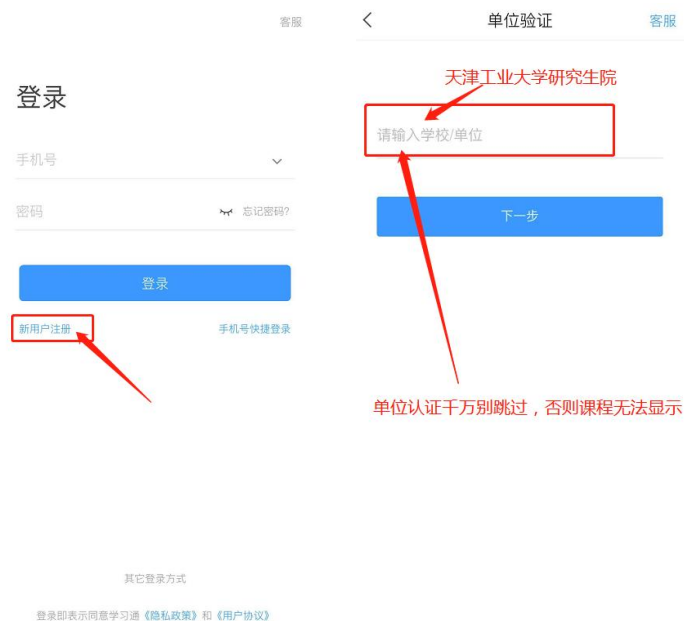 客服
登录
手机号
密码
忘记密码?
登录
新用户注册
手机号快捷登录
其它登录方式
登录即表示同意学习通《隐私政策》和《用户协议》
单位验证
客服
天津工业大学研究生院
请输入学校/单位
下一步
单位认证千万别跳过，否则课程无法显示